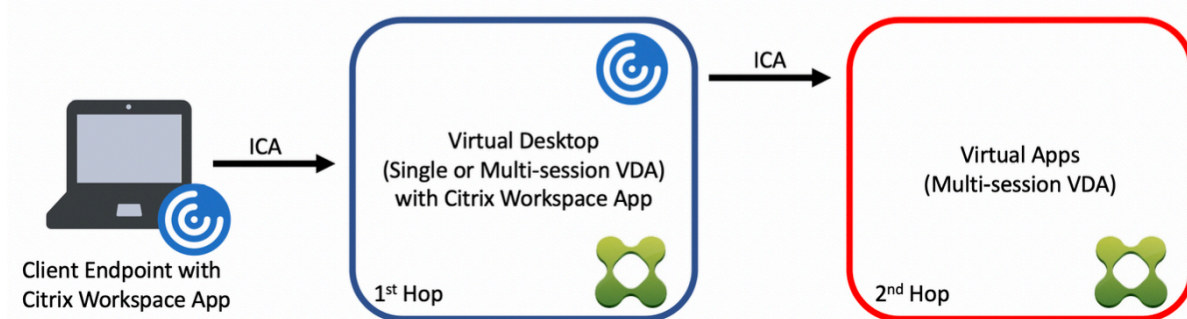 ICA
Client Endpoint with
Citrix Workspace App
Virtual Desktop
(Single or Multi-session VDA)
with Citrix Workspace App
1st Hop
ICA
Virtual Apps
(Multi-session VDA)
2nd Hop